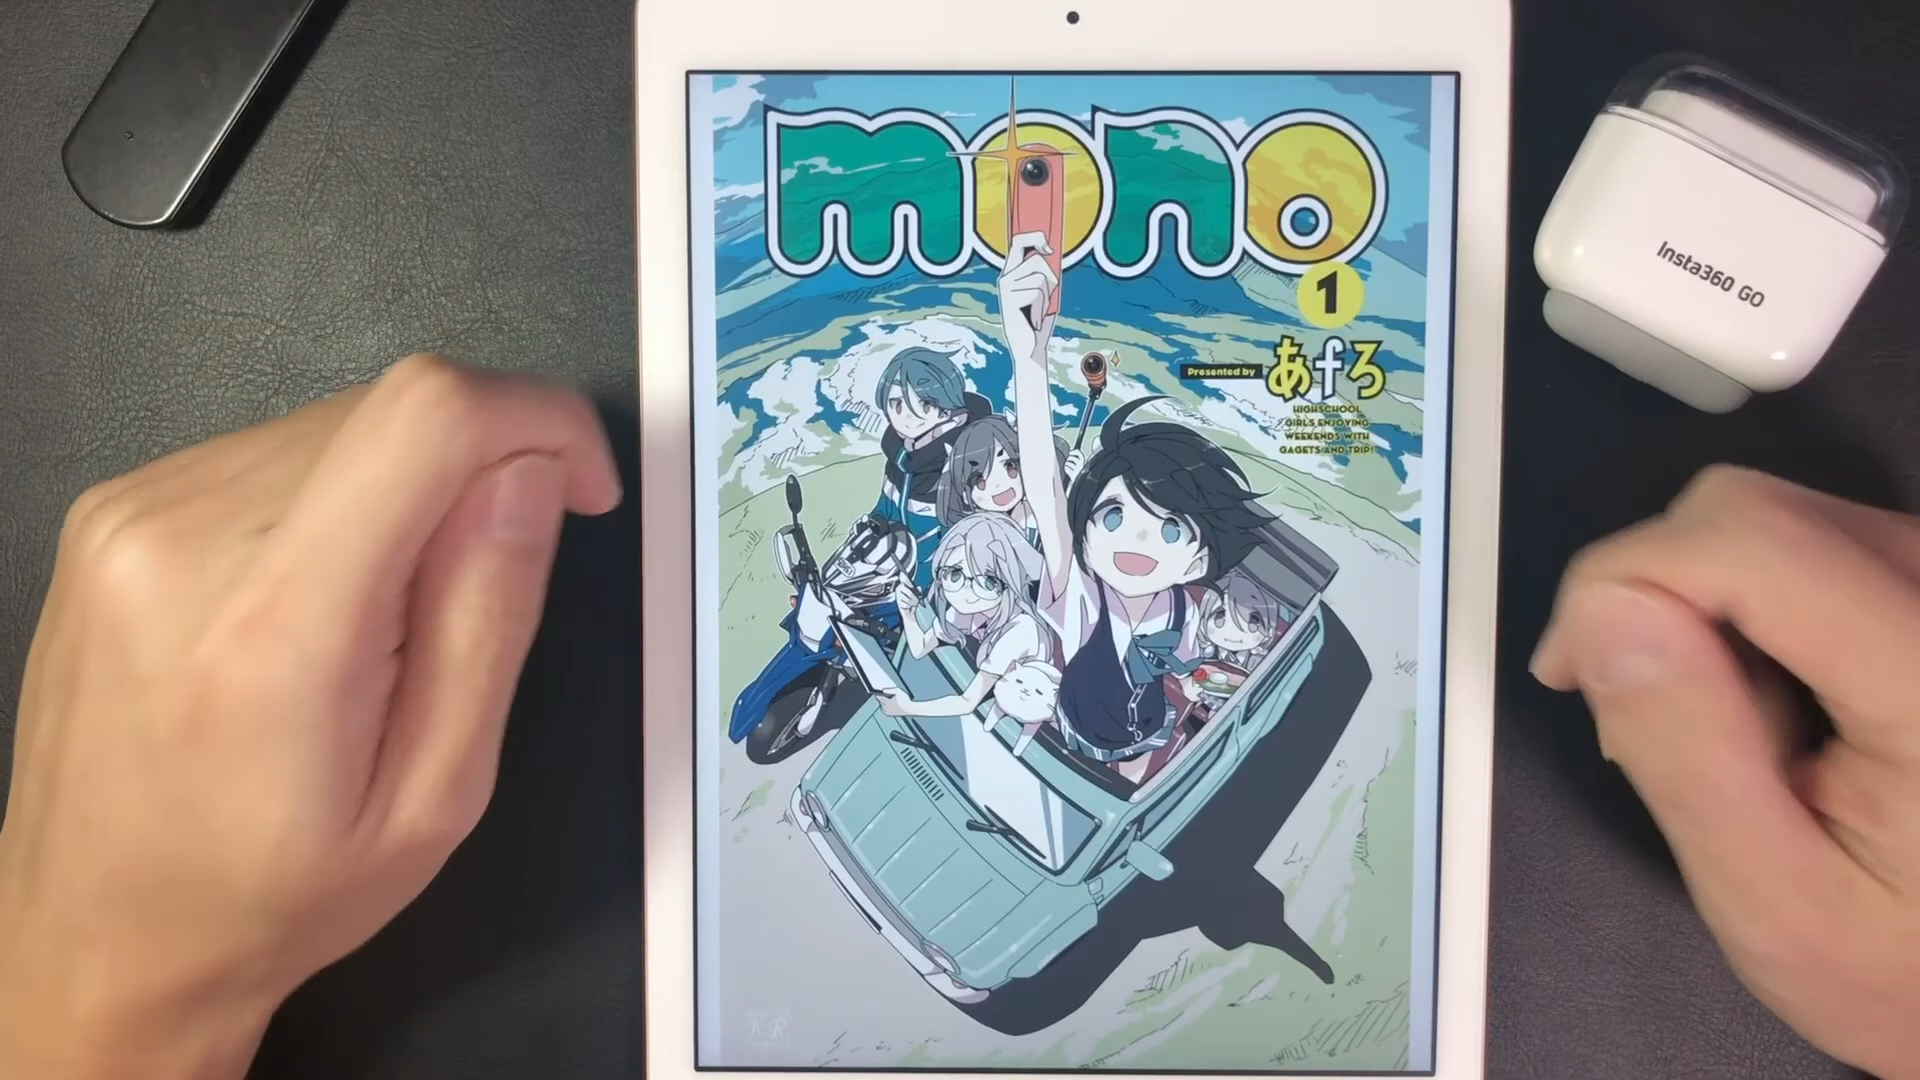 mono
1
Presented by あfろ
HIGHSCHOOL
GIRLS ENJOYING
WEEKENDS WITH
GAGETS AND TRIP!
Insta360 GO
K.R.